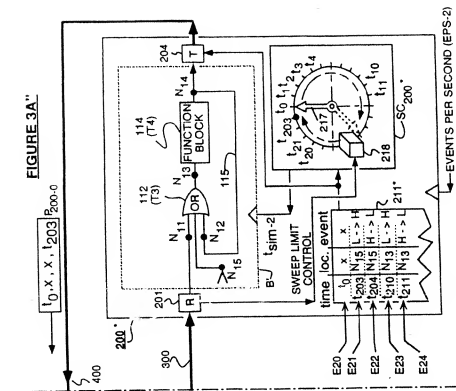 FIGURE 3A"
t0,x, x, t203
P200-0
400
300
200"
201
R
N11
N12
N15
112
(T3)
OR
N13
114
(T4)
FUNCTION
BLOCK
N14
115
204
T
B'
tsim-2
SWEEP LIMIT
CONTROL
t203
t0
t1
t2
t3
t4
t10
t11
t20
t21
217
218
SC200"
time loc. event
t0 x x
t203 N15 L -> H
t204 N15 H -> L
t210 N13 L -> H
t211 N13 H -> L
211"
E20
E21
E22
E23
E24
EVENTS PER SECOND (EPS-2)